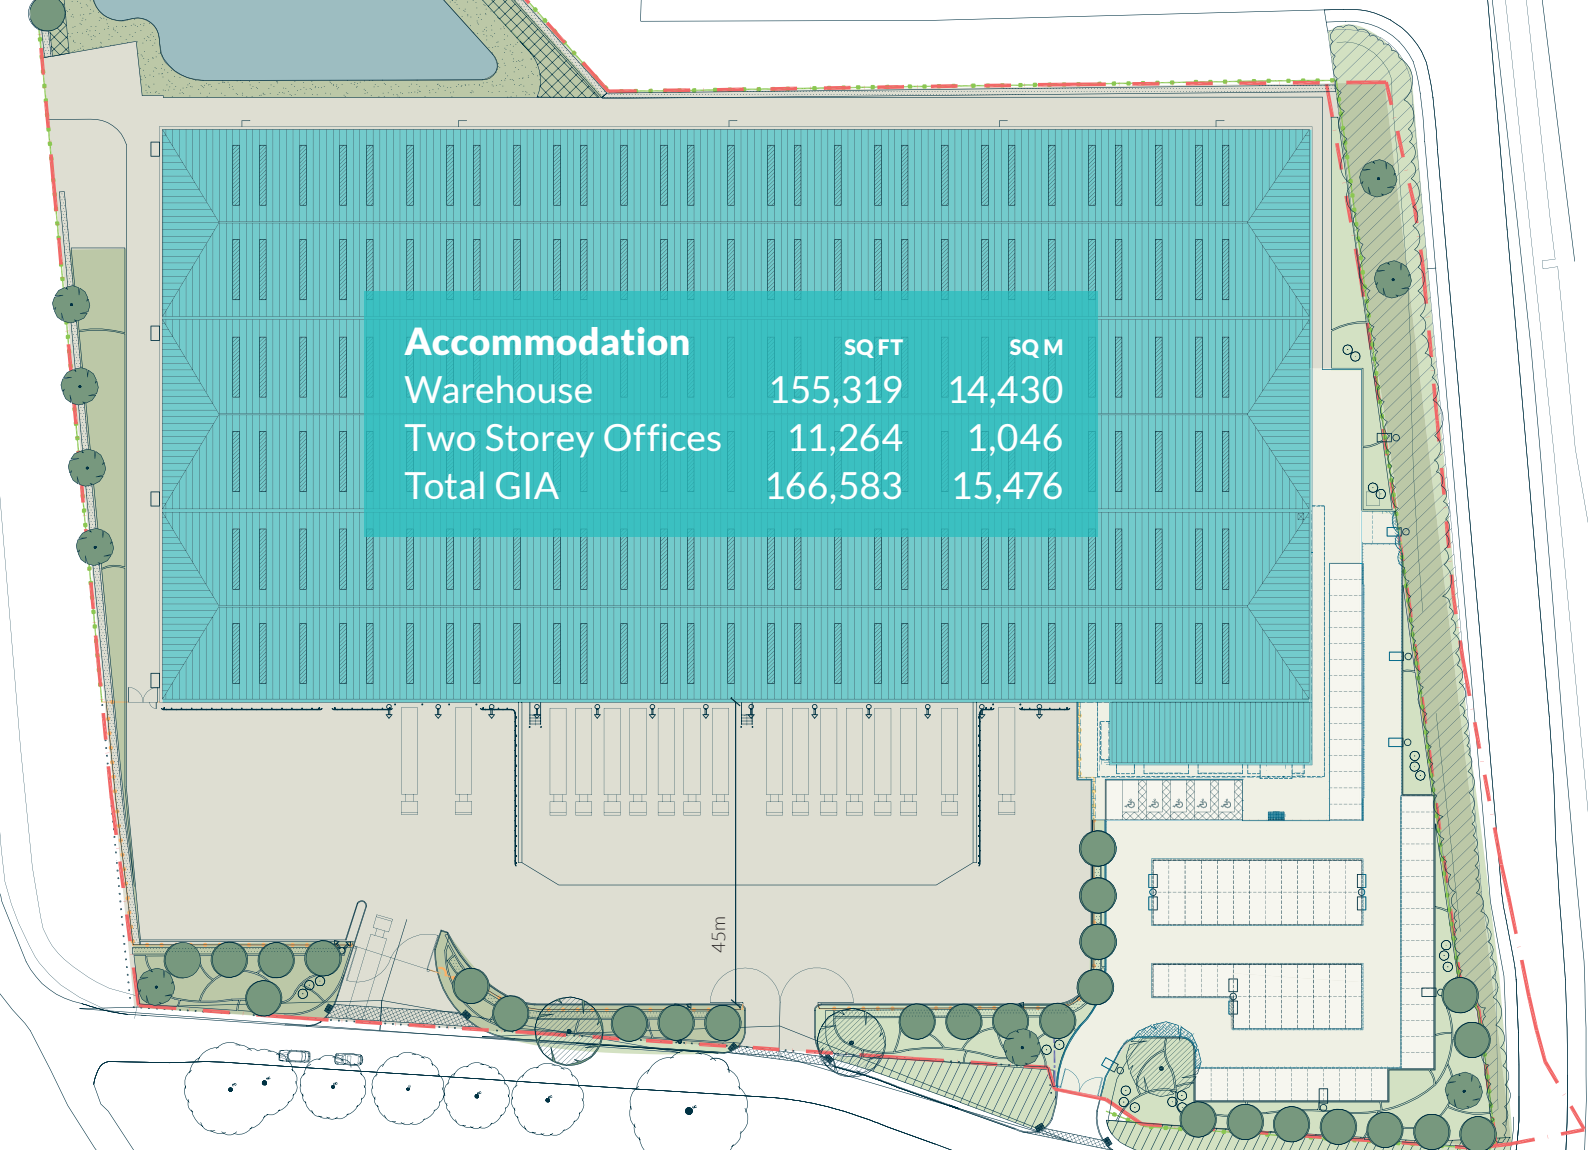 Accommodation SQ FT SQ M
Warehouse 155,319 14,430
Two Storey Offices 11,264 1,046
Total GIA 166,583 15,476
45m